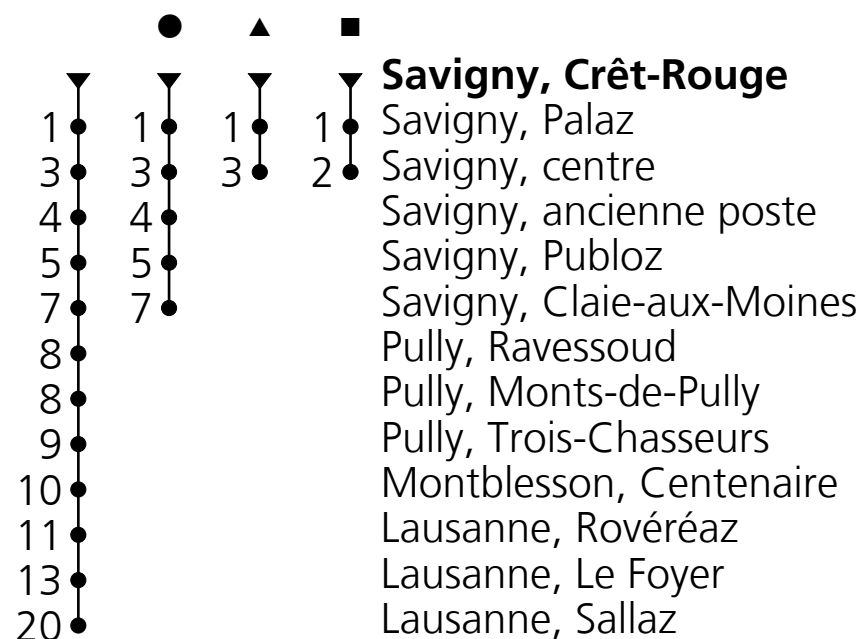 ● ▲ ■
Savigny, Crêt-Rouge
1 1 1 1 Savigny, Palaz
3 3 3 2 Savigny, centre
4 4 Savigny, ancienne poste
5 5 Savigny, Publoz
7 7 Savigny, Claie-aux-Moines
8 Pully, Ravessoud
8 Pully, Monts-de-Pully
9 Pully, Trois-Chasseurs
10 Montblesson, Centenaire
11 Lausanne, Rovéréaz
13 Lausanne, Le Foyer
20 Lausanne, Sallaz